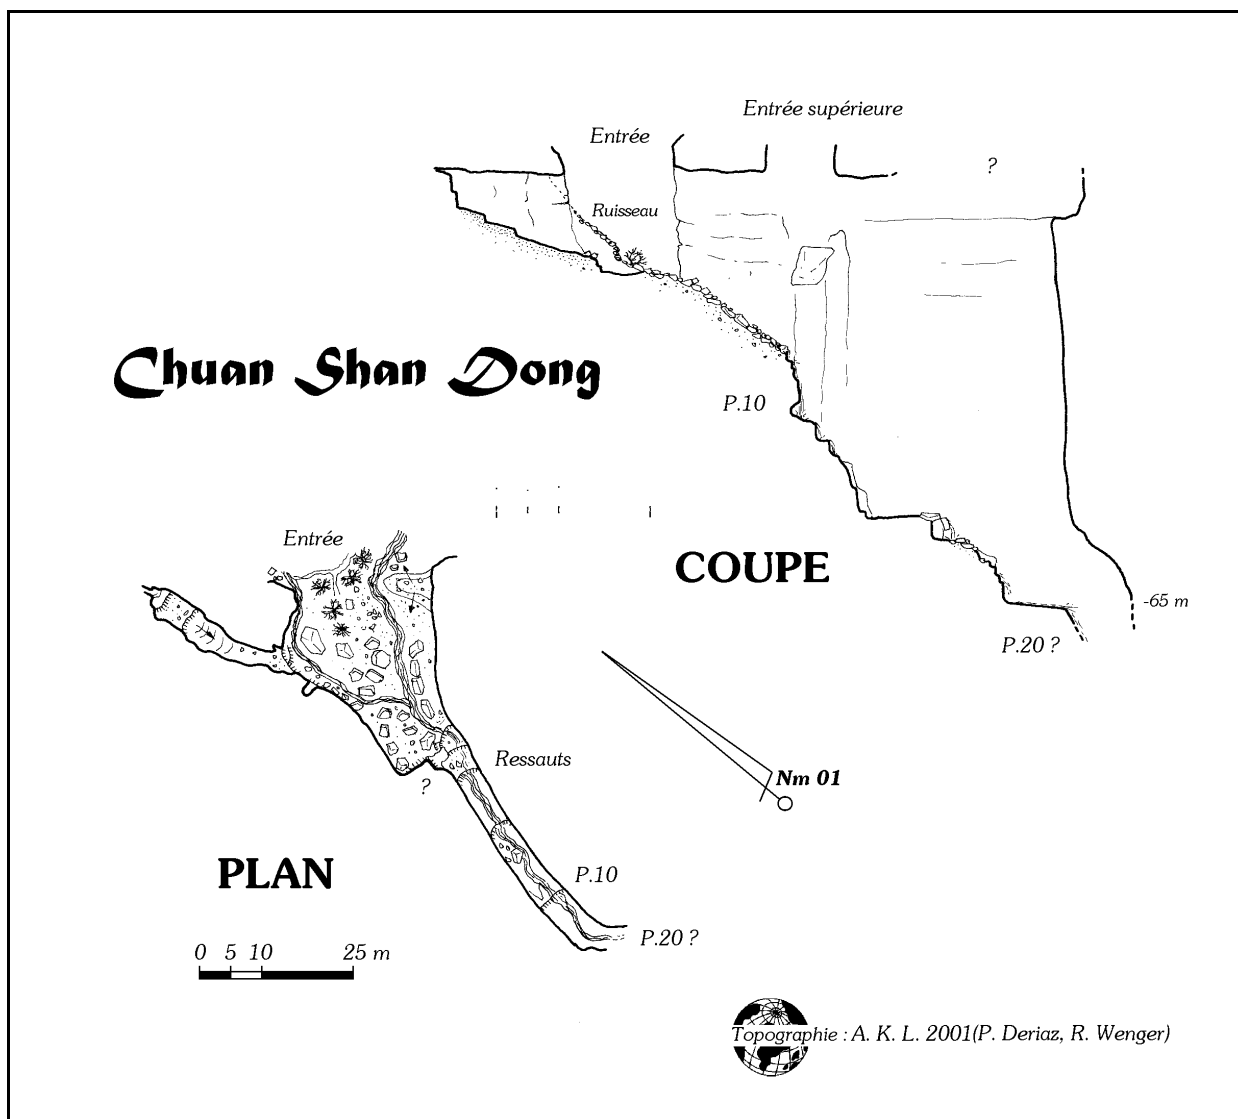 Entrée supérieure
Entrée
?
Ruisseau
Chuan Shan Dong
P.10
COUPE
-65 m
P.20 ?
Entrée
Nm 01
Ressauts
?
PLAN
P.10
P.20 ?
0 5 10 25 m
Topographie : A. K. L. 2001(P. Deriaz, R. Wenger)